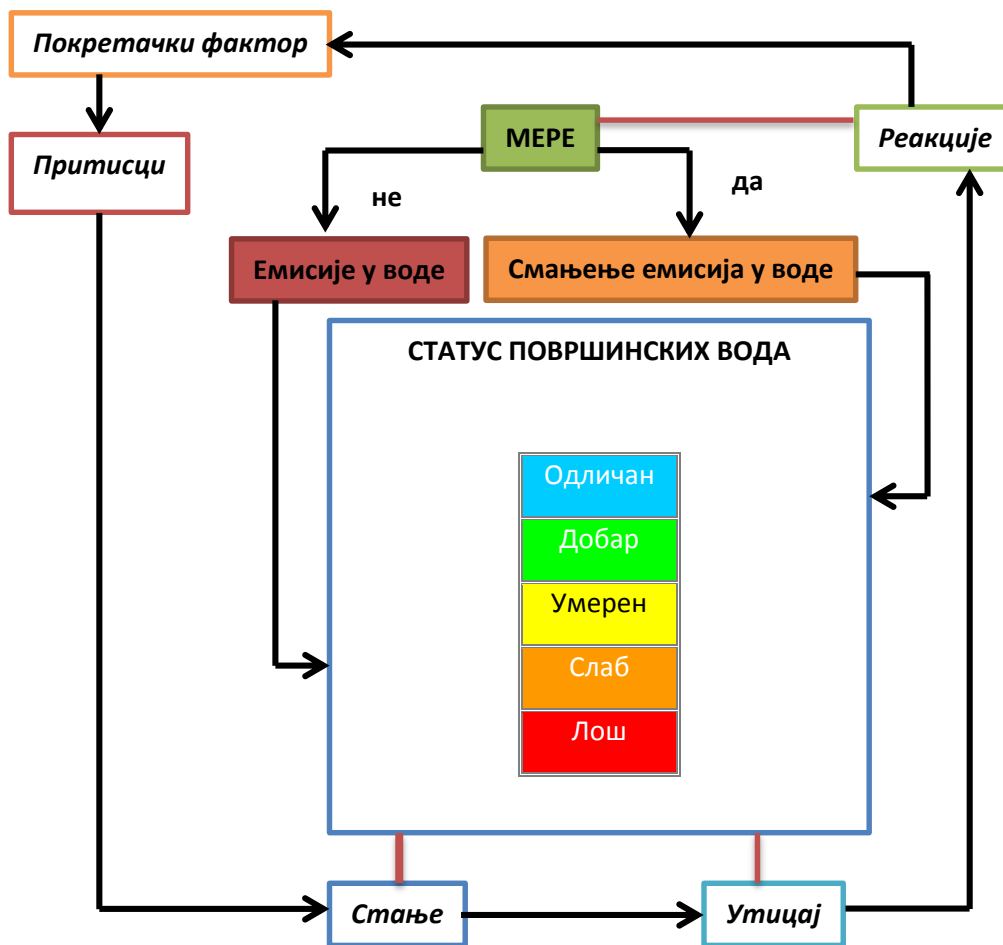 Покретачки фактор
МЕРЕ
Реакције
Притисци
не
да
Емисије у воде
Смањење емисија у воде
СТАТУС ПОВРШИНСКИХ ВОДА
Одличан
Добар
Умерен
Слаб
Лош
Стање
Утицај